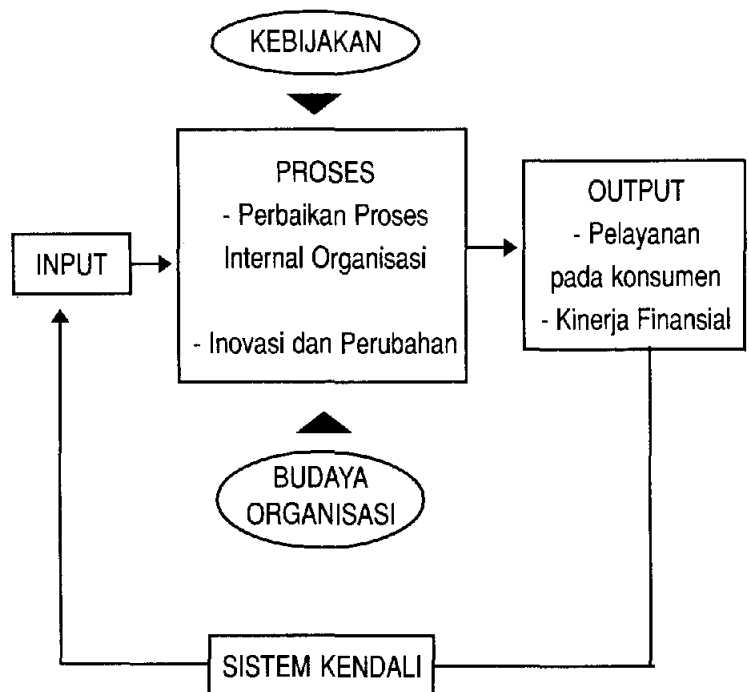 KEBIJAKAN
PROSES
- Perbaikan Proses
Internal Organisasi
- Inovasi dan Perubahan
INPUT
OUTPUT
- Pelayanan
pada konsumen
- Kinerja Finansial
BUDAYA
ORGANISASI
SISTEM KENDALI